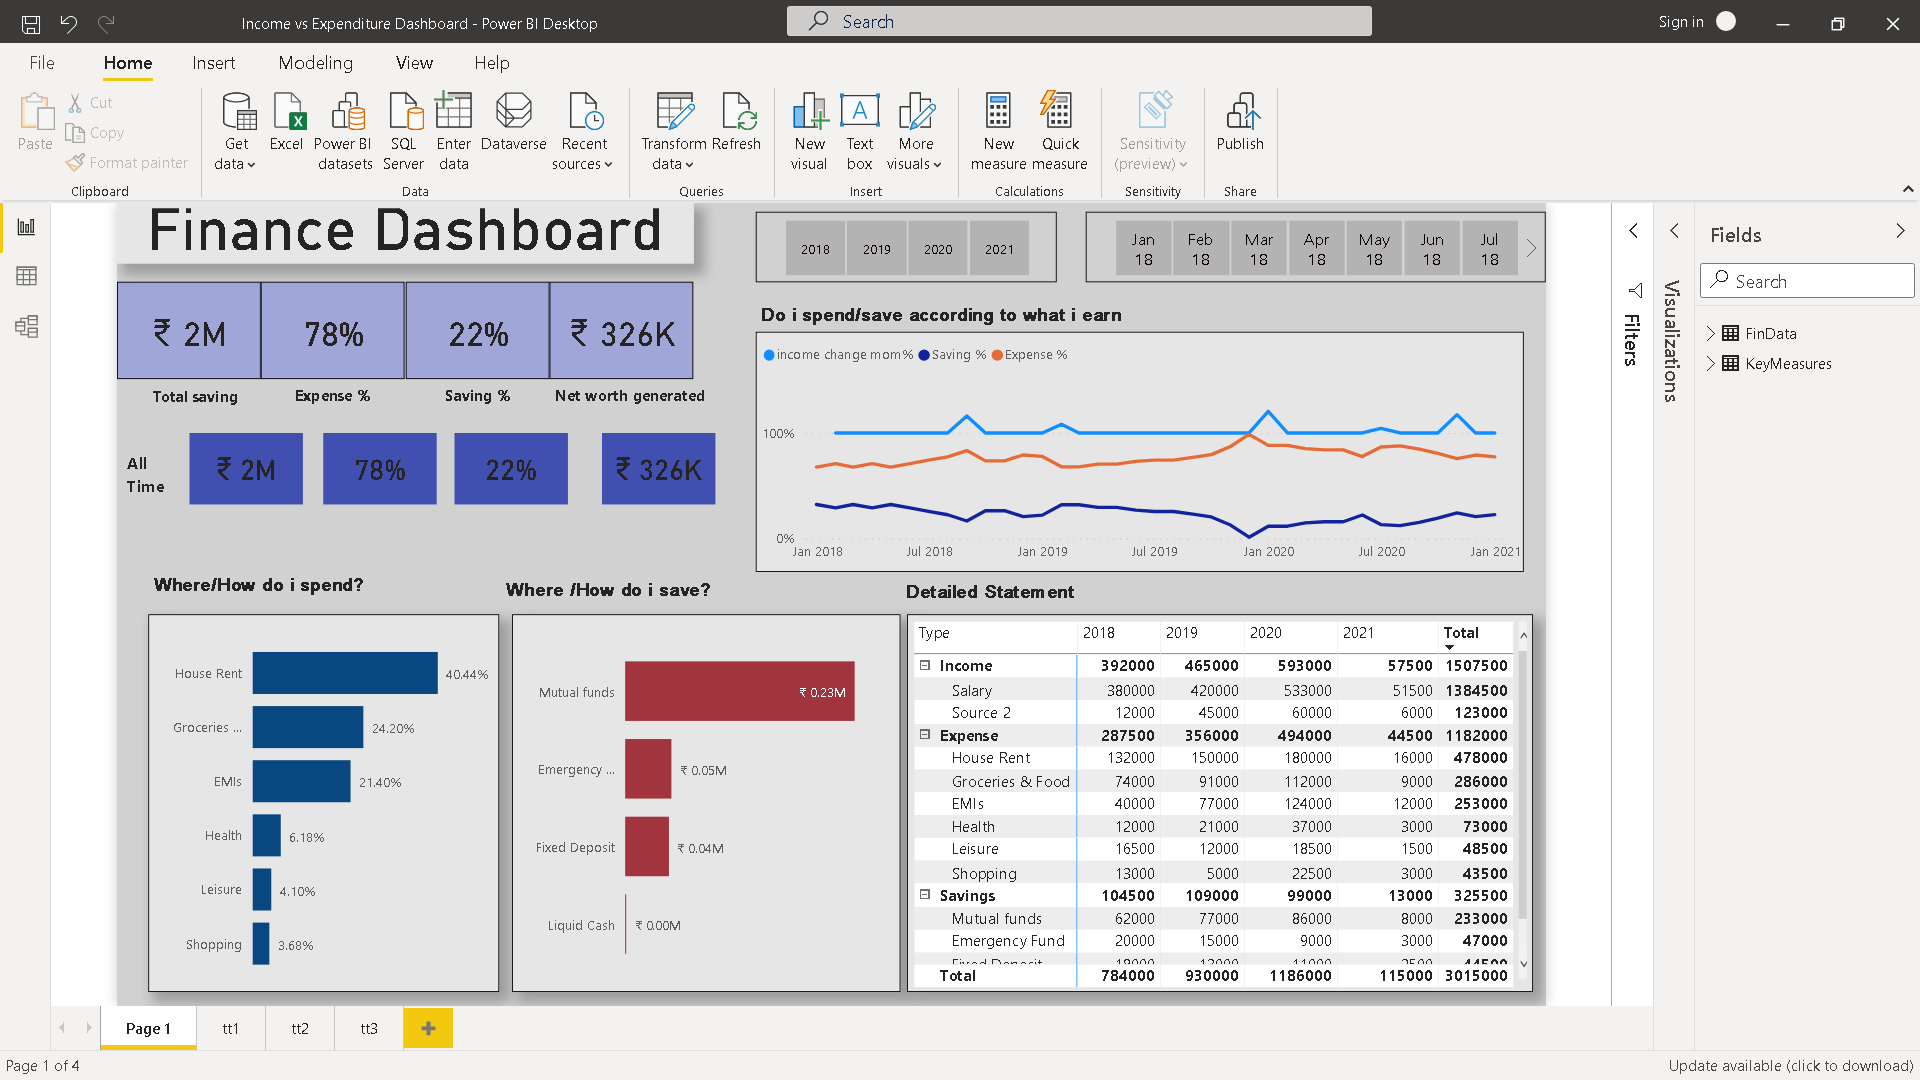 Income vs Expenditure Dashboard - Power BI Desktop
Search
Sign in
File Home Insert Modeling View Help
Paste
Cut
Copy
Format painter
Clipboard
Get data
Excel
Power BI datasets
SQL Server
Enter data
Dataverse
Recent sources
Data
Transform data
Refresh
Queries
New visual
Text box
More visuals
Insert
New measure
Quick measure
Calculations
Sensitivity (preview)
Sensitivity
Publish
Share
Finance Dashboard
2018 2019 2020 2021
Jan 18 Feb 18 Mar 18 Apr 18 May 18 Jun 18 Jul 18
₹ 2M 78% 22% ₹ 326K
Total saving Expense % Saving % Net worth generated
All Time
₹ 2M 78% 22% ₹ 326K
Do i spend/save according to what i earn
income change mom% Saving % Expense %
100%
0%
Jan 2018 Jul 2018 Jan 2019 Jul 2019 Jan 2020 Jul 2020 Jan 2021
Where/How do i spend?
House Rent 40.44%
Groceries ... 24.20%
EMIs 21.40%
Health 6.18%
Leisure 4.10%
Shopping 3.68%
Where /How do i save?
Mutual funds ₹ 0.23M
Emergency ... ₹ 0.05M
Fixed Deposit ₹ 0.04M
Liquid Cash ₹ 0.00M
Detailed Statement
Type 2018 2019 2020 2021 Total
Income 392000 465000 593000 57500 1507500
Salary 380000 420000 533000 51500 1384500
Source 2 12000 45000 60000 6000 123000
Expense 287500 356000 494000 44500 1182000
House Rent 132000 150000 180000 16000 478000
Groceries & Food 74000 91000 112000 9000 286000
EMIs 40000 77000 124000 12000 253000
Health 12000 21000 37000 3000 73000
Leisure 16500 12000 18500 1500 48500
Shopping 13000 5000 22500 3000 43500
Savings 104500 109000 99000 13000 325500
Mutual funds 62000 77000 86000 8000 233000
Emergency Fund 20000 15000 9000 3000 47000
Fixed Deposit
Total 784000 930000 1186000 115000 3015000
Filters
Visualizations
Fields
Search
FinData
KeyMeasures
Page 1 tt1 tt2 tt3
Page 1 of 4
Update available (click to download)